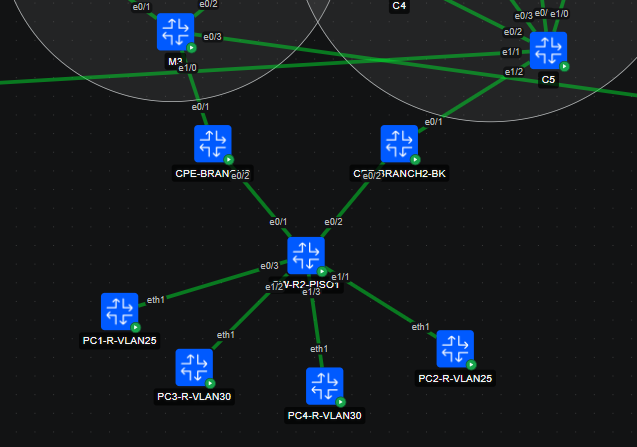 e0/1
e0/2
C4
e0/3
e0/
e1/0
e0/2
e0/3
M3
e1/0
e1/1
e1/2
C5
e0/1
e0/1
CPE-BRANCH2-BK
e0/2
e0/2
e0/1
e0/2
e0/3
e1/2
e1/3
e1/1
eth1
eth1
eth1
eth1
PC1-R-VLAN25
PC2-R-VLAN25
PC3-R-VLAN30
PC4-R-VLAN30